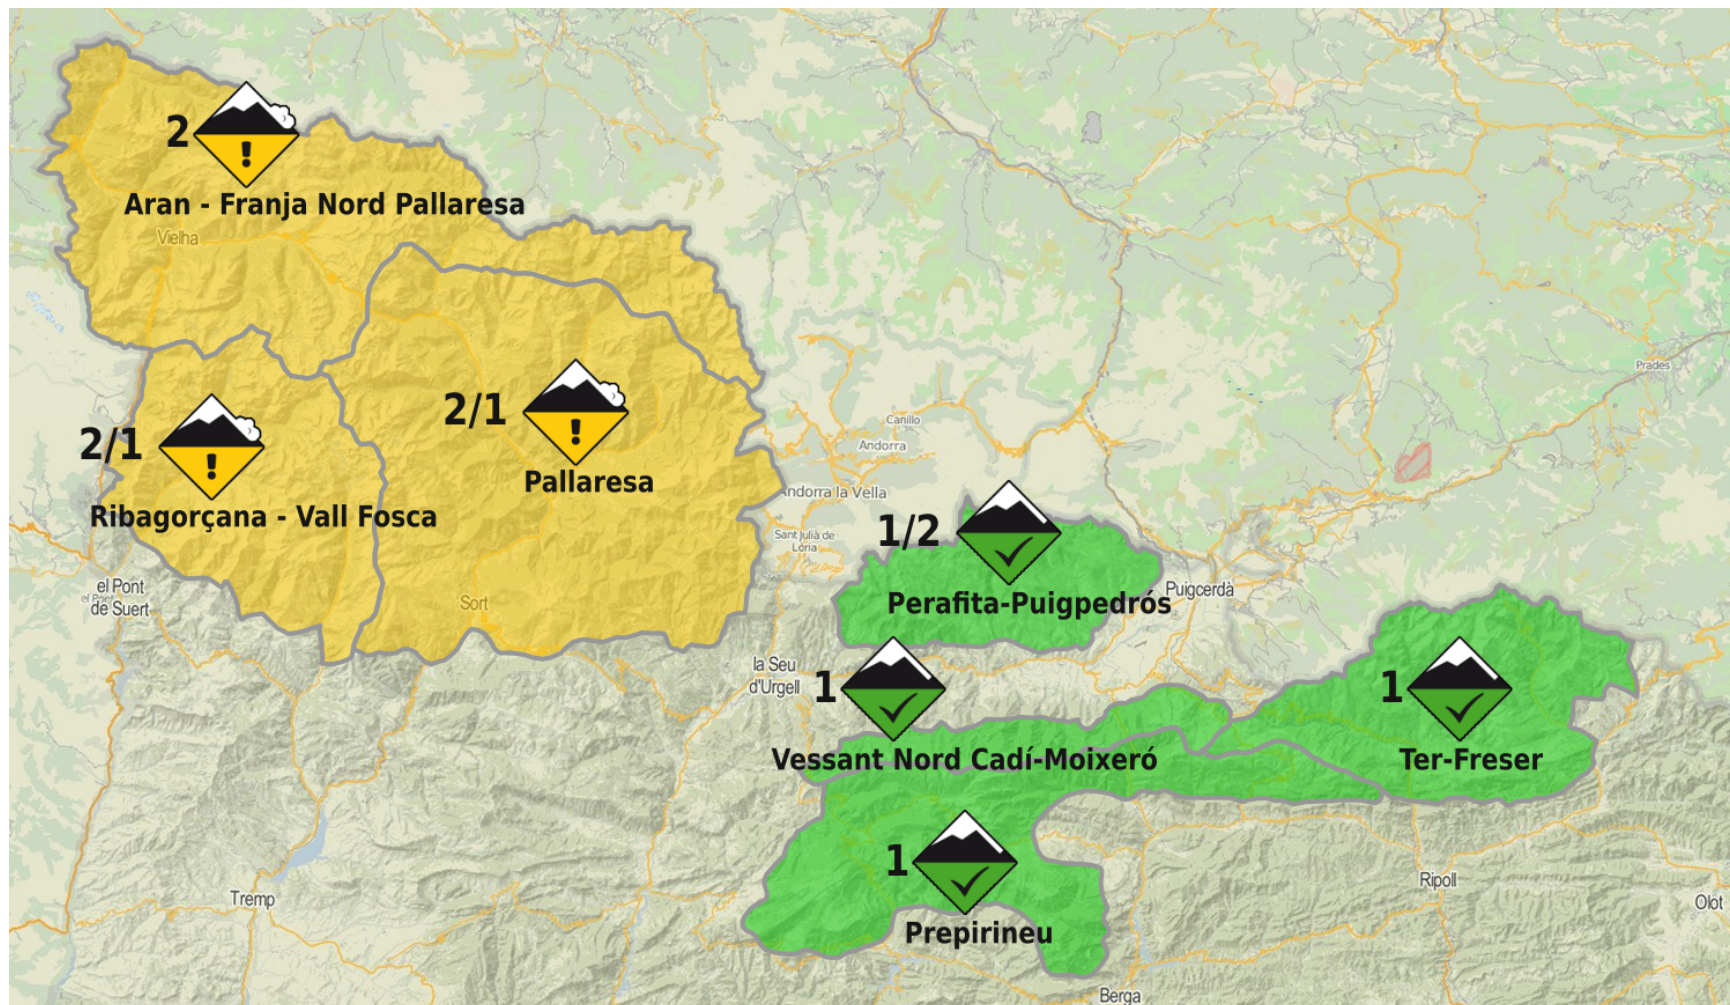 2
Aran - Franja Nord Pallaresa
Vielha
Prades
2/1
Pallaresa
Canillo
Andorra
2/1
Ribagorçana - Vall Fosca
Andorra la Vella
Sant Julià de
Lòria
1/2
Perafita-Puigpedrós
Puigcerdà
el Pont
de Suert
Sort
la Seu
d'Urgell
1
Vessant Nord Cadí-Moixeró
1
Ter-Freser
1
Prepirineu
Tremp
Ripoll
Olot
Berga